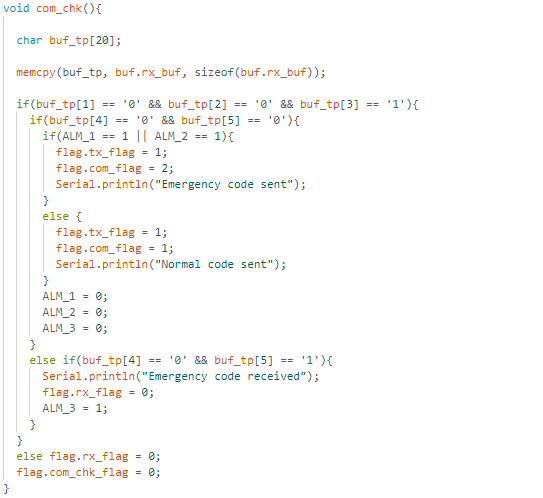 void com_chk(){
char buf_tp[20];
memcpy(buf_tp, buf.rx_buf, sizeof(buf.rx_buf));
if(buf_tp[1] == '0' && buf_tp[2] == '0' && buf_tp[3] == '1'){
if(buf_tp[4] == '0' && buf_tp[5] == '0'){
if(ALM_1 == 1 || ALM_2 == 1){
flag.tx_flag = 1;
flag.com_flag = 2;
Serial.println("Emergency code sent");
}
else {
flag.tx_flag = 1;
flag.com_flag = 1;
Serial.println("Normal code sent");
}
ALM_1 = 0;
ALM_2 = 0;
ALM_3 = 0;
}
else if(buf_tp[4] == '0' && buf_tp[5] == '1'){
Serial.println("Emergency code received");
flag.rx_flag = 0;
ALM_3 = 1;
}
}
else flag.rx_flag = 0;
flag.com_chk_flag = 0;
}